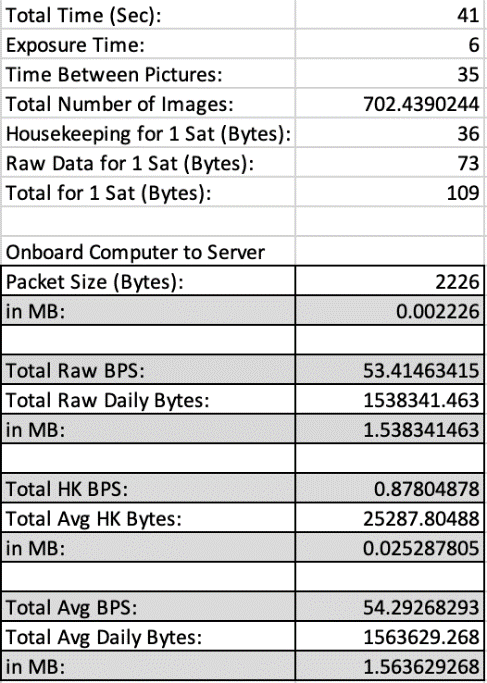 Total Time (Sec): 41
Exposure Time: 6
Time Between Pictures: 35
Total Number of Images: 702.4390244
Housekeeping for 1 Sat (Bytes): 36
Raw Data for 1 Sat (Bytes): 73
Total for 1 Sat (Bytes): 109
Onboard Computer to Server
Packet Size (Bytes): 2226
in MB: 0.002226
Total Raw BPS: 53.41463415
Total Raw Daily Bytes: 1538341.463
in MB: 1.538341463
Total HK BPS: 0.87804878
Total Avg HK Bytes: 25287.80488
in MB: 0.025287805
Total Avg BPS: 54.29268293
Total Avg Daily Bytes: 1563629.268
in MB: 1.563629268